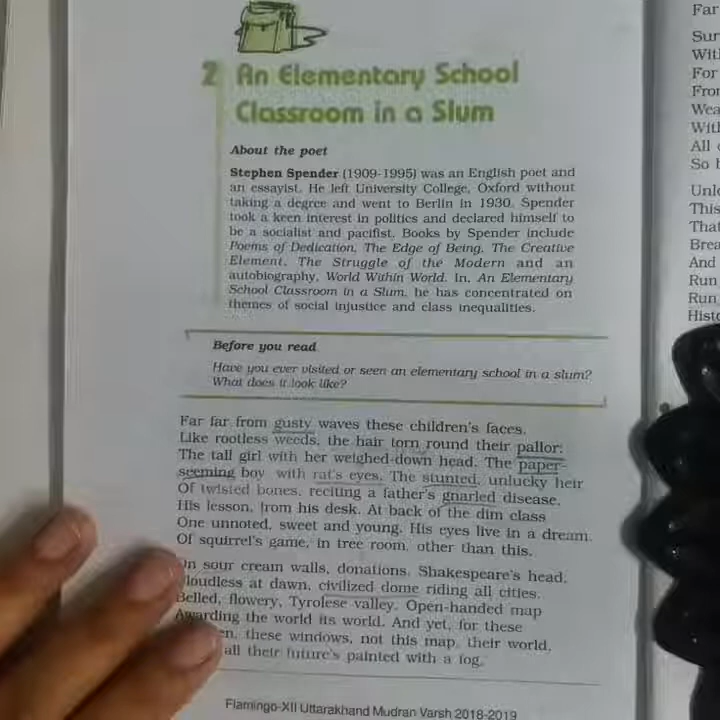 2 An Elementary School
Classroom in a Slum
About the poet
Stephen Spender (1909-1995) was an English poet and
an essayist. He left University College, Oxford without
taking a degree and went to Berlin in 1930. Spender
took a keen interest in politics and declared himself to
be a socialist and pacifist. Books by Spender include
Poems of Dedication, The Edge of Being, The Creative
Element, The Struggle of the Modern and an
autobiography, World Within World. In, An Elementary
School Classroom in a Slum, he has concentrated on
themes of social injustice and class inequalities.
Before you read
Have you ever visited or seen an elementary school in a slum?
What does it look like?
Far far from gusty waves these children's faces.
Like rootless weeds, the hair torn round their pallor:
The tall girl with her weighed-down head. The paper-
seeming boy with rat's eyes. The stunted, unlucky heir
Of twisted bones, reciting a father's gnarled disease,
His lesson, from his desk. At back of the dim class
One unnoted, sweet and young. His eyes live in a dream.
Of squirrel's game, in tree room, other than this.
On sour cream walls, donations. Shakespeare's head,
loudless at dawn, civilized dome riding all cities.
Belled, flowery, Tyrolese valley. Open-handed map
Awarding the world its world. And yet, for these
en, these windows, not this map, their world,
all their future's painted with a fog,
Flamingo-XII Uttarakhand Mudran Varsh 2018-2019
Far
Sur
Wit
For
Fro
Wea
With
All
So
Unl
This
That
Brea
And
Run
Run
Histo